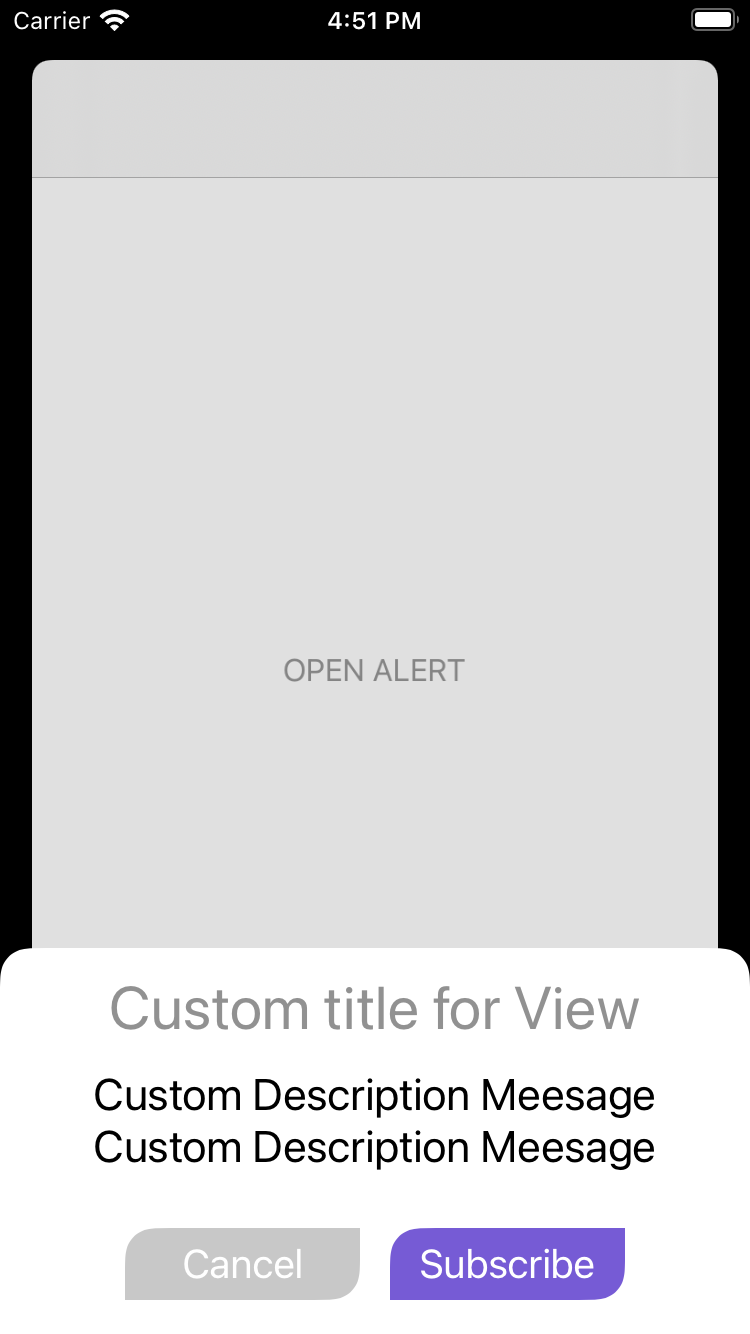 Carrier 4:51 PM
OPEN ALERT
Custom title for View
Custom Description Meesage
Custom Description Meesage
Cancel Subscribe